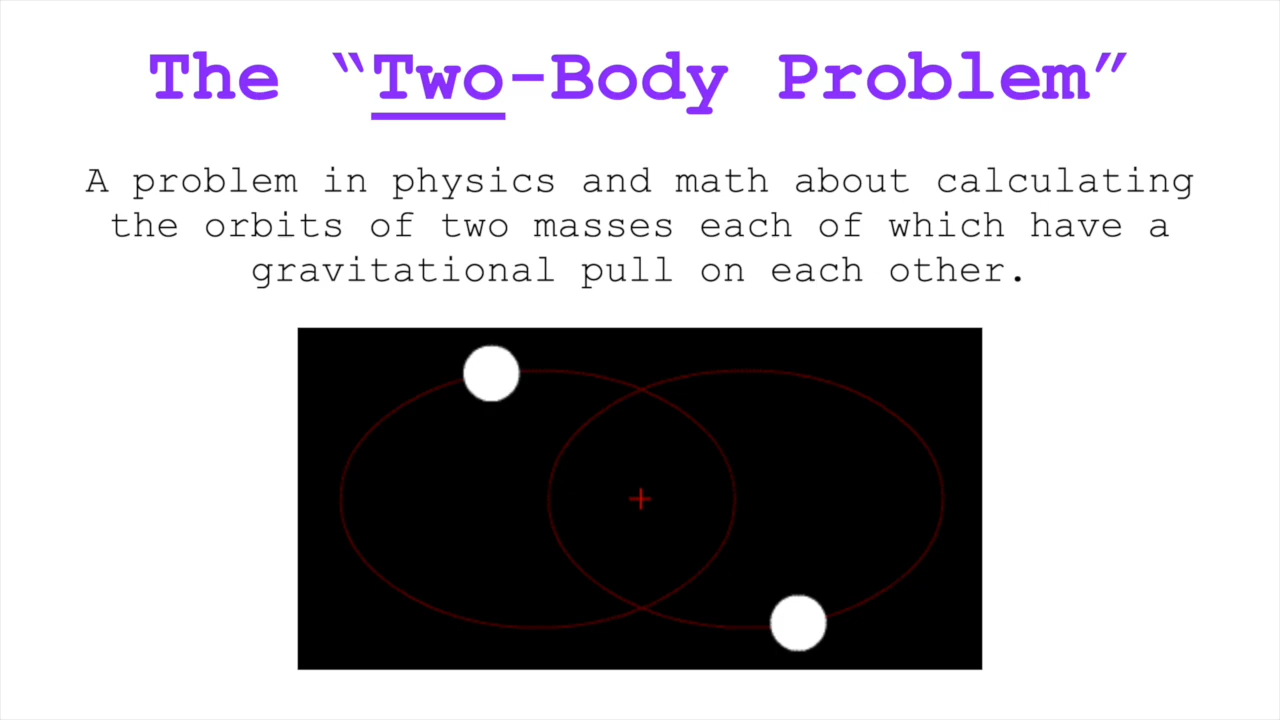 The “Two-Body Problem”
A problem in physics and math about calculating
the orbits of two masses each of which have a
gravitational pull on each other.